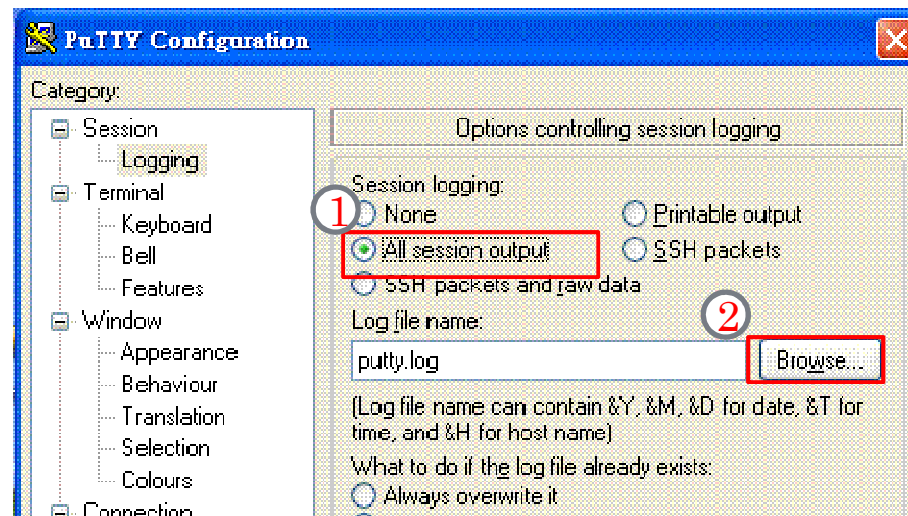 PuTTY Configuration
Category:
Session
Logging
Terminal
Keyboard
Bell
Features
Window
Appearance
Behaviour
Translation
Selection
Colours
Connection
Options controlling session logging
Session logging:
1
None
Printable output
All session output
SSH packets
SSH packets and raw data
2
Log file name:
putty.log
Browse...
(Log file name can contain &Y, &M, &D for date, &T for
time, and &H for host name)
What to do if the log file already exists:
Always overwrite it